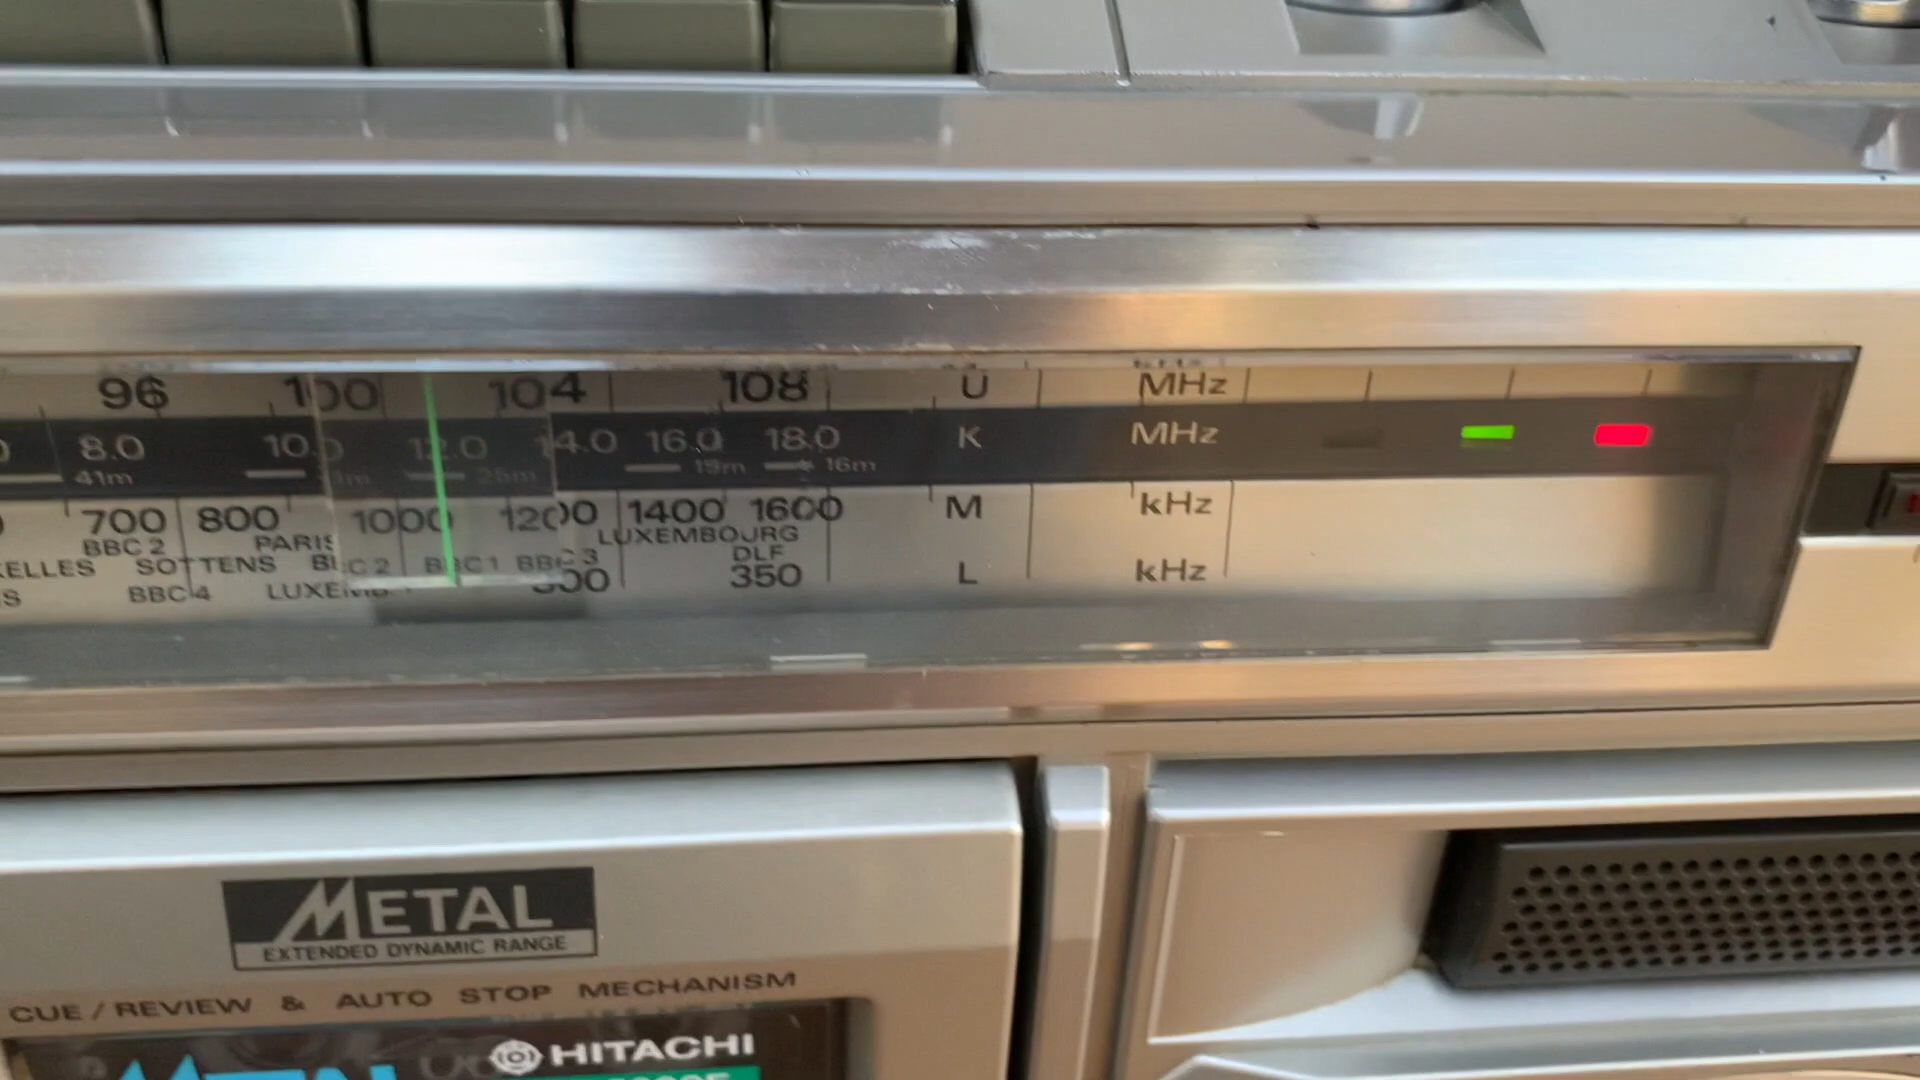 96 100 104 108 U MHz
8.0 10.0 12.0 14.0 16.0 18.0 K MHz
41m 31m 25m 19m 16m
700 800 1000 1200 1400 1600 M kHz
BBC 2 PARIS LUXEMBOURG
SOTTENS BBC 2 BBC 1 BBC 3 DLF
BBC 4 300 350 L kHz
METAL
EXTENDED DYNAMIC RANGE
CUE / REVIEW & AUTO STOP MECHANISM
HITACHI